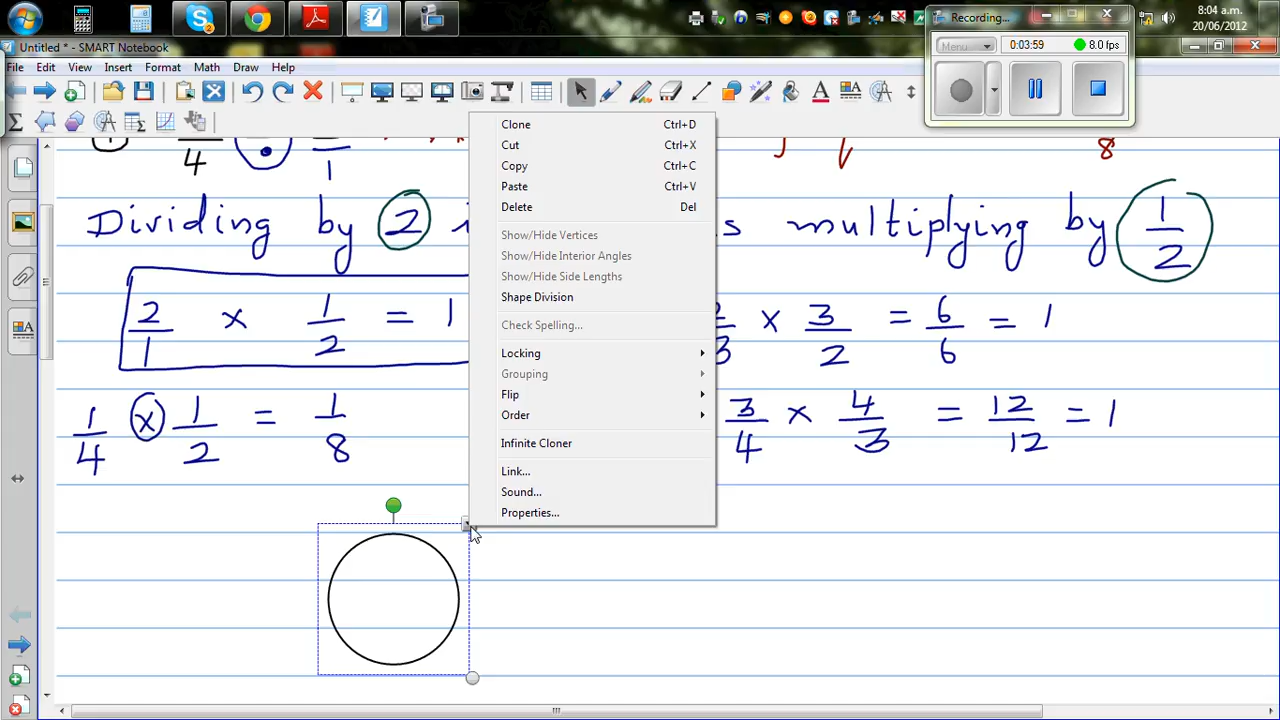 8:04 a.m.
20/06/2012
Recording...
Menu
00:03:59
8.0 fps
Untitled * - SMART Notebook
File Edit View Insert Format Math Draw Help
Clone Ctrl+D
Cut Ctrl+X
Copy Ctrl+C
Paste Ctrl+V
Delete Del
Show/Hide Vertices
Show/Hide Interior Angles
Show/Hide Side Lengths
Shape Division
Check Spelling...
Locking
Grouping
Flip
Order
Infinite Cloner
Link...
Sound...
Properties...
4 1 8
Dividing by 2 multiplying by 1/2
2/1 x 1/2 = 1
x 3/2 = 6/6 = 1
1/4 x 1/2 = 1/8
3/4 x 4/3 = 12/12 = 1